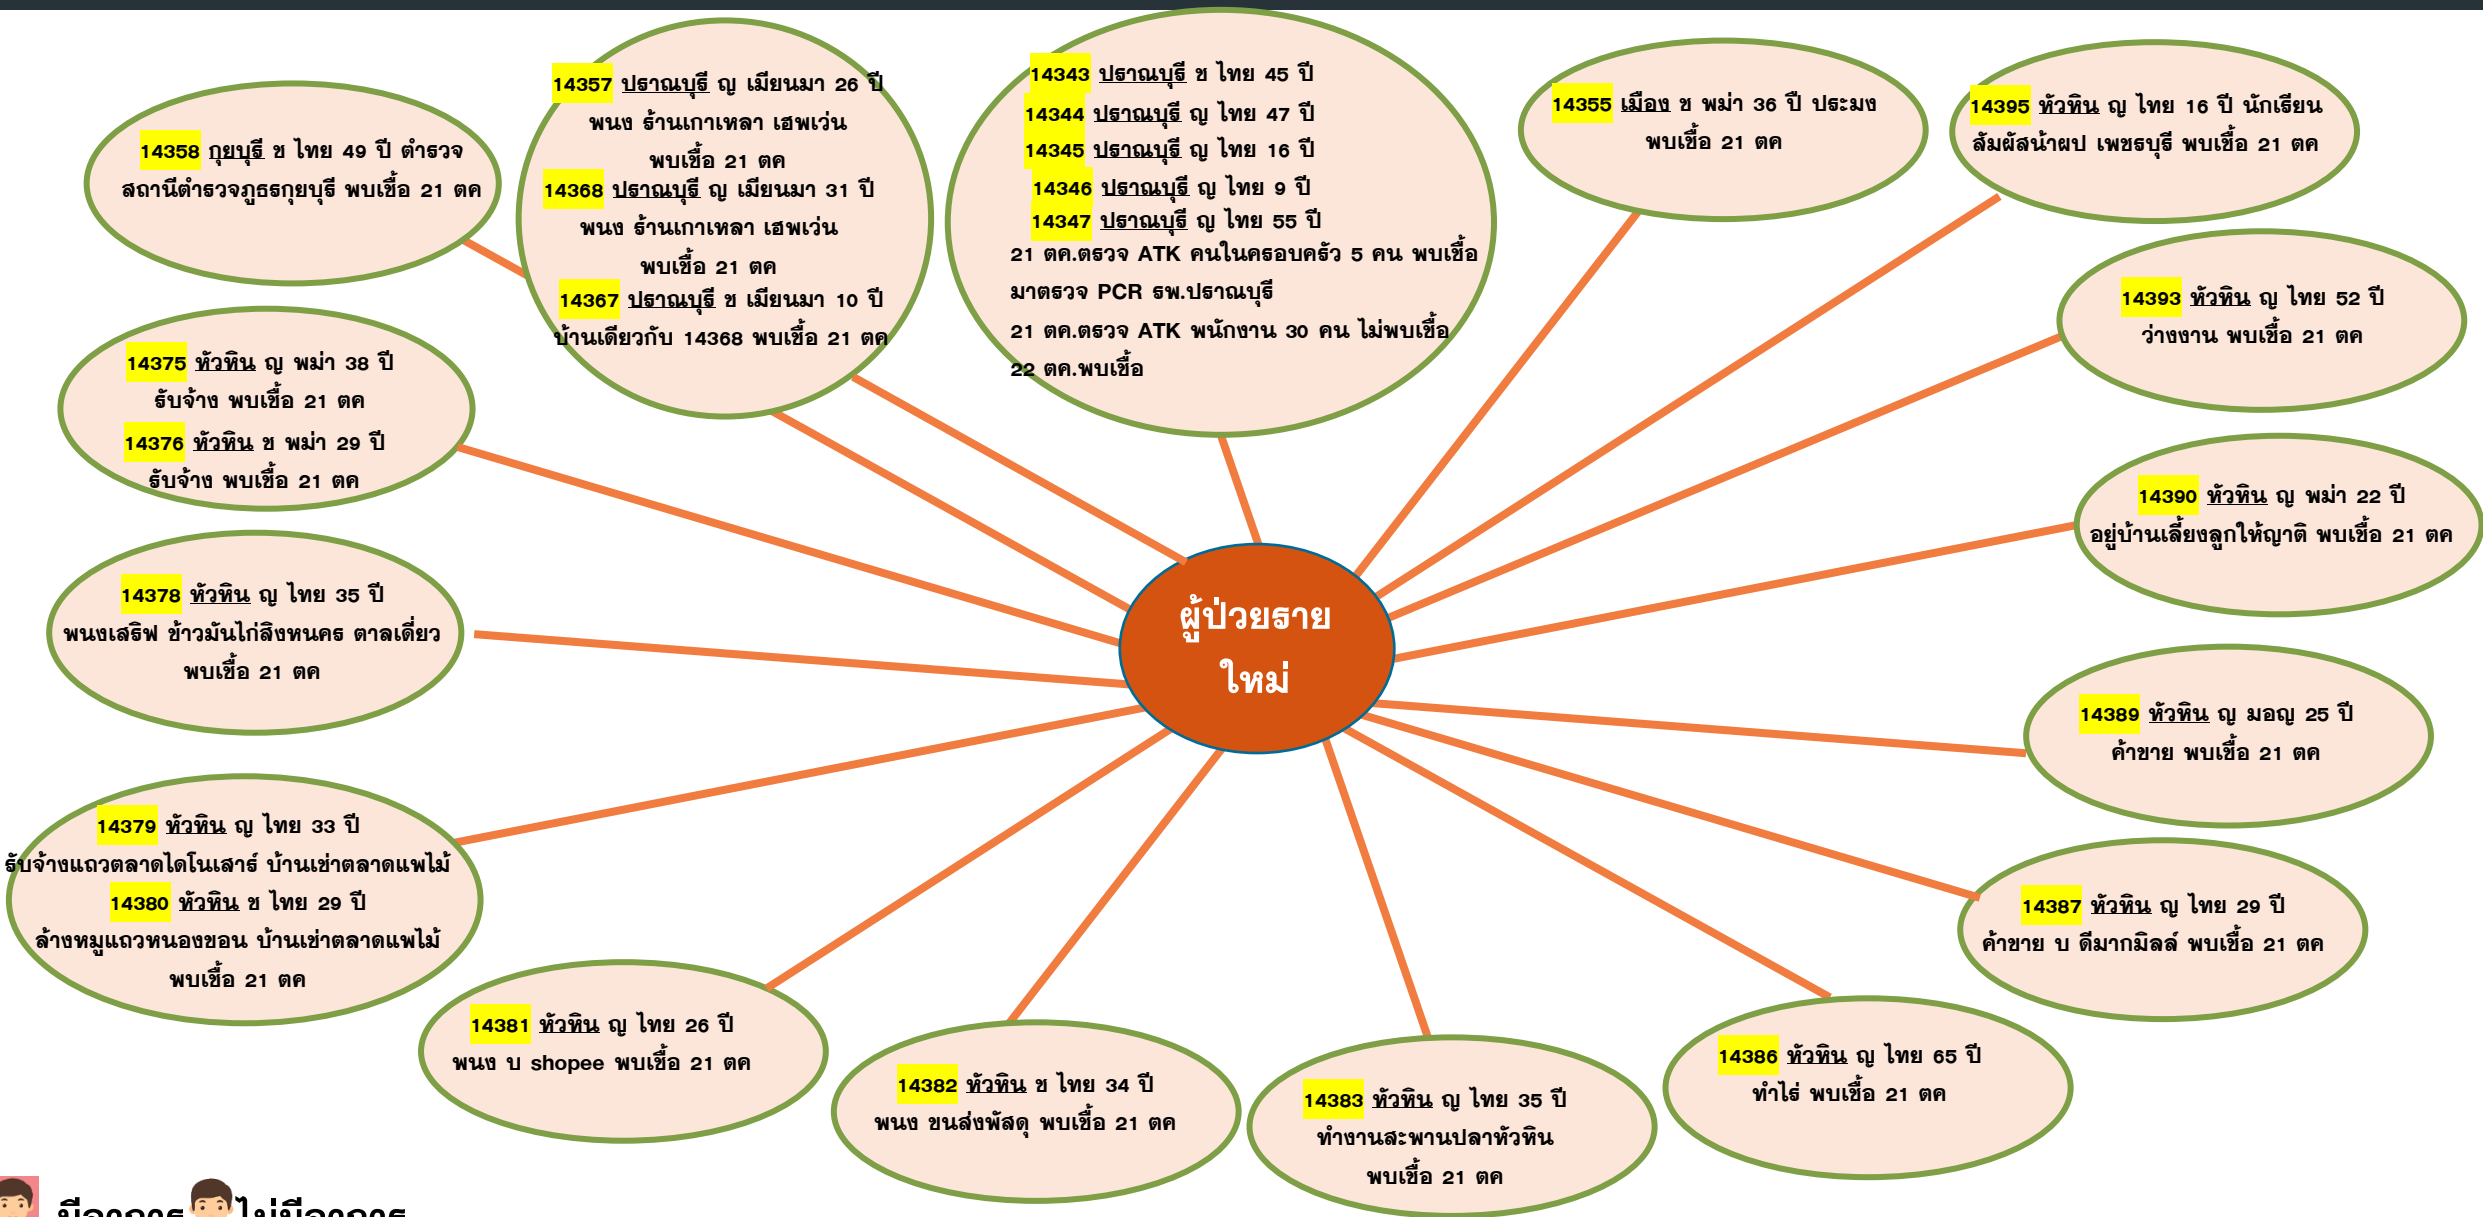 14358 กุยบุรี ช ไทย 49 ปี ตำรวจ
สถานีตำรวจภูธรกุยบุรี พบเชื้อ 21 ตค
14357 ปราณบุรี ญ เมียนมา 26 ปี
พนง ร้านเกาเหลา เฮพเว่น
พบเชื้อ 21 ตค
14368 ปราณบุรี ญ เมียนมา 31 ปี
พนง ร้านเกาเหลา เฮพเว่น
พบเชื้อ 21 ตค
14367 ปราณบุรี ช เมียนมา 10 ปี
บ้านเดียวกับ 14368 พบเชื้อ 21 ตค
14343 ปราณบุรี ช ไทย 45 ปี
14344 ปราณบุรี ญ ไทย 47 ปี
14345 ปราณบุรี ญ ไทย 16 ปี
14346 ปราณบุรี ญ ไทย 9 ปี
14347 ปราณบุรี ญ ไทย 55 ปี
21 ตค.ตรวจ ATK คนในครอบครัว 5 คน พบเชื้อ
มาตรวจ PCR รพ.ปราณบุรี
21 ตค.ตรวจ ATK พนักงาน 30 คน ไม่พบเชื้อ
22 ตค.พบเชื้อ
14355 เมือง ช พม่า 36 ปี ประมง
พบเชื้อ 21 ตค
14395 หัวหิน ญ ไทย 16 ปี นักเรียน
สัมผัสน้าผป เพชรบุรี พบเชื้อ 21 ตค
14393 หัวหิน ญ ไทย 52 ปี
ว่างงาน พบเชื้อ 21 ตค
14375 หัวหิน ญ พม่า 38 ปี
รับจ้าง พบเชื้อ 21 ตค
14376 หัวหิน ช พม่า 29 ปี
รับจ้าง พบเชื้อ 21 ตค
14390 หัวหิน ญ พม่า 22 ปี
อยู่บ้านเลี้ยงลูกให้ญาติ พบเชื้อ 21 ตค
14378 หัวหิน ญ ไทย 35 ปี
พนงเสริฟ ข้าวมันไก่สิงหนคร ตาลเดี่ยว
พบเชื้อ 21 ตค
ผู้ป่วยราย
ใหม่
14389 หัวหิน ญ มอญ 25 ปี
ค้าขาย พบเชื้อ 21 ตค
14379 หัวหิน ญ ไทย 33 ปี
รับจ้างแถวตลาดไดโนเสาร์ บ้านเช่าตลาดแพไม้
14380 หัวหิน ช ไทย 29 ปี
ล้างหมูแถวหนองขอน บ้านเช่าตลาดแพไม้
พบเชื้อ 21 ตค
14387 หัวหิน ญ ไทย 29 ปี
ค้าขาย บ ดีมากมิลล์ พบเชื้อ 21 ตค
14381 หัวหิน ญ ไทย 26 ปี
พนง บ shopee พบเชื้อ 21 ตค
14382 หัวหิน ช ไทย 34 ปี
พนง ขนส่งพัสดุ พบเชื้อ 21 ตค
14383 หัวหิน ญ ไทย 35 ปี
ทำงานสะพานปลาหัวหิน
พบเชื้อ 21 ตค
14386 หัวหิน ญ ไทย 65 ปี
ทำไร่ พบเชื้อ 21 ตค
มีอาการ ไม่มีอาการ